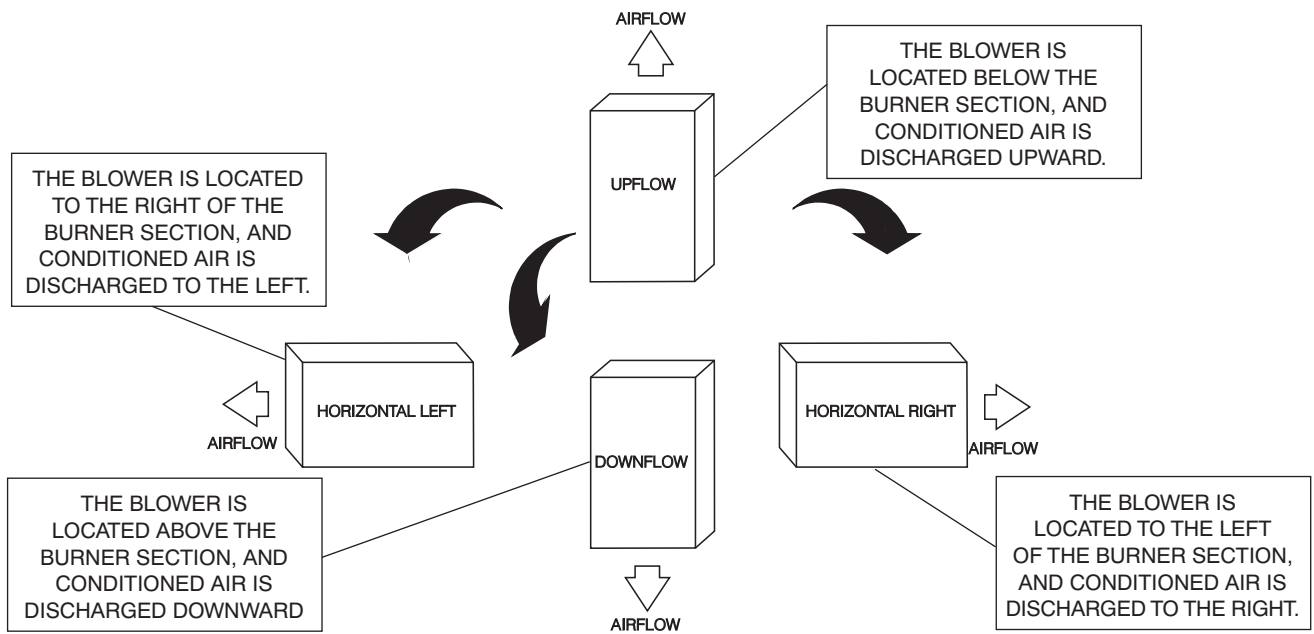 AIRFLOW
THE BLOWER IS
LOCATED BELOW THE
BURNER SECTION, AND
CONDITIONED AIR IS
DISCHARGED UPWARD.
UPFLOW
THE BLOWER IS LOCATED
TO THE RIGHT OF THE
BURNER SECTION, AND
CONDITIONED AIR IS
DISCHARGED TO THE LEFT.
HORIZONTAL LEFT
AIRFLOW
HORIZONTAL RIGHT
AIRFLOW
DOWNFLOW
THE BLOWER IS
LOCATED ABOVE THE
BURNER SECTION, AND
CONDITIONED AIR IS
DISCHARGED DOWNWARD
AIRFLOW
THE BLOWER IS
LOCATED TO THE LEFT
OF THE BURNER SECTION,
AND CONDITIONED AIR IS
DISCHARGED TO THE RIGHT.